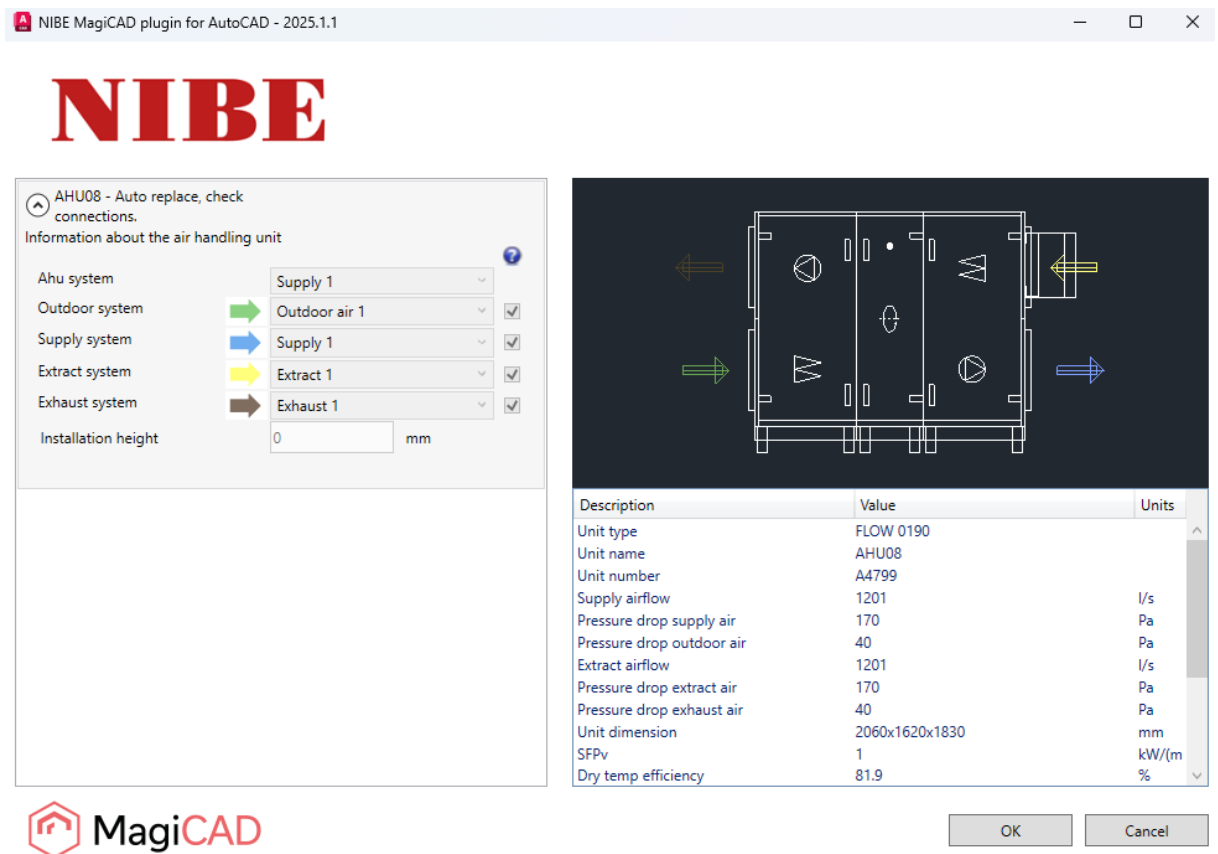 NIBE MagiCAD plugin for AutoCAD - 2025.1.1
NIBE
AHU08 - Auto replace, check
connections.
Information about the air handling unit
Ahu system Supply 1
Outdoor system Outdoor air 1
Supply system Supply 1
Extract system Extract 1
Exhaust system Exhaust 1
Installation height 0 mm
Description Value Units
Unit type FLOW 0190
Unit name AHU08
Unit number A4799
Supply airflow 1201 l/s
Pressure drop supply air 170 Pa
Pressure drop outdoor air 40 Pa
Extract airflow 1201 l/s
Pressure drop extract air 170 Pa
Pressure drop exhaust air 40 Pa
Unit dimension 2060x1620x1830 mm
SFPv 1 kW/(m
Dry temp efficiency 81.9 %
MagiCAD
OK Cancel